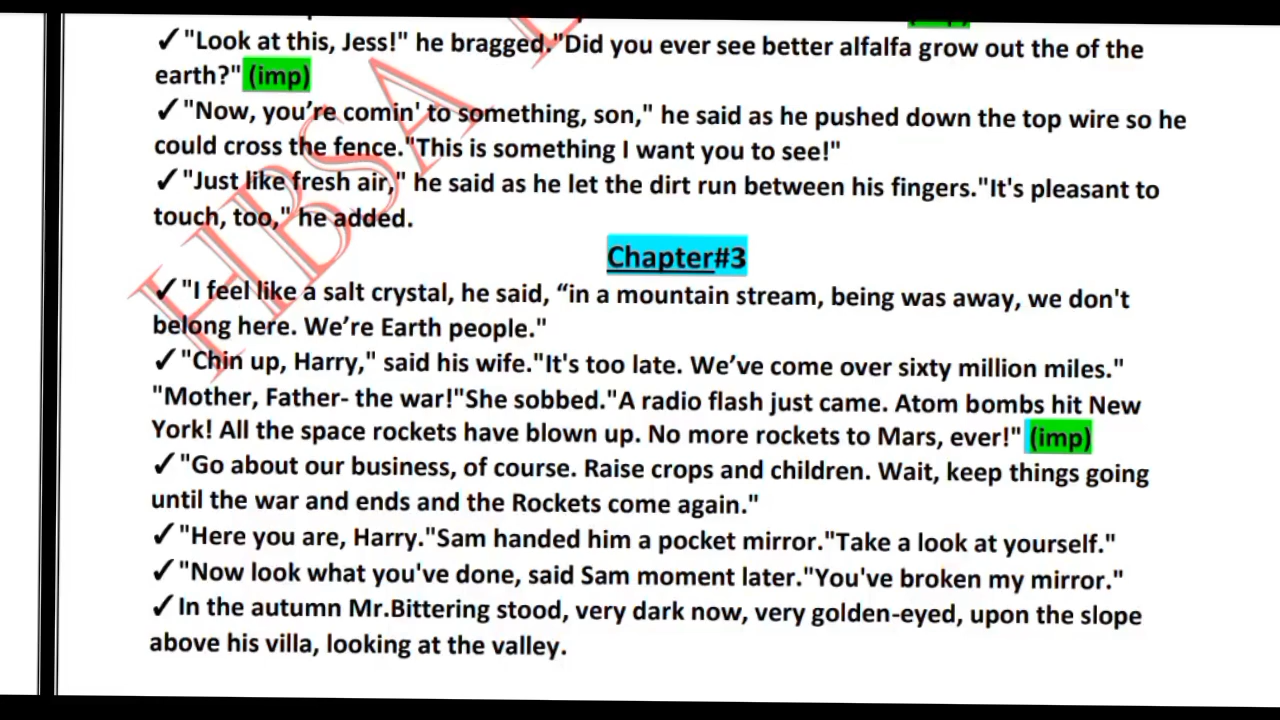 ✓"Look at this, Jess!" he bragged."Did you ever see better alfalfa grow out the of the
earth?" (imp)
✓"Now, you’re comin' to something, son," he said as he pushed down the top wire so he
could cross the fence."This is something I want you to see!"
✓"Just like fresh air," he said as he let the dirt run between his fingers."It's pleasant to
touch, too," he added.
Chapter#3
✓"I feel like a salt crystal, he said, “in a mountain stream, being was away, we don't
belong here. We’re Earth people."
✓"Chin up, Harry," said his wife."It's too late. We’ve come over sixty million miles."
"Mother, Father- the war!"She sobbed."A radio flash just came. Atom bombs hit New
York! All the space rockets have blown up. No more rockets to Mars, ever!" (imp)
✓"Go about our business, of course. Raise crops and children. Wait, keep things going
until the war and ends and the Rockets come again."
✓"Here you are, Harry."Sam handed him a pocket mirror."Take a look at yourself."
✓"Now look what you've done, said Sam moment later."You've broken my mirror."
✓In the autumn Mr.Bittering stood, very dark now, very golden-eyed, upon the slope
above his villa, looking at the valley.
HBSA